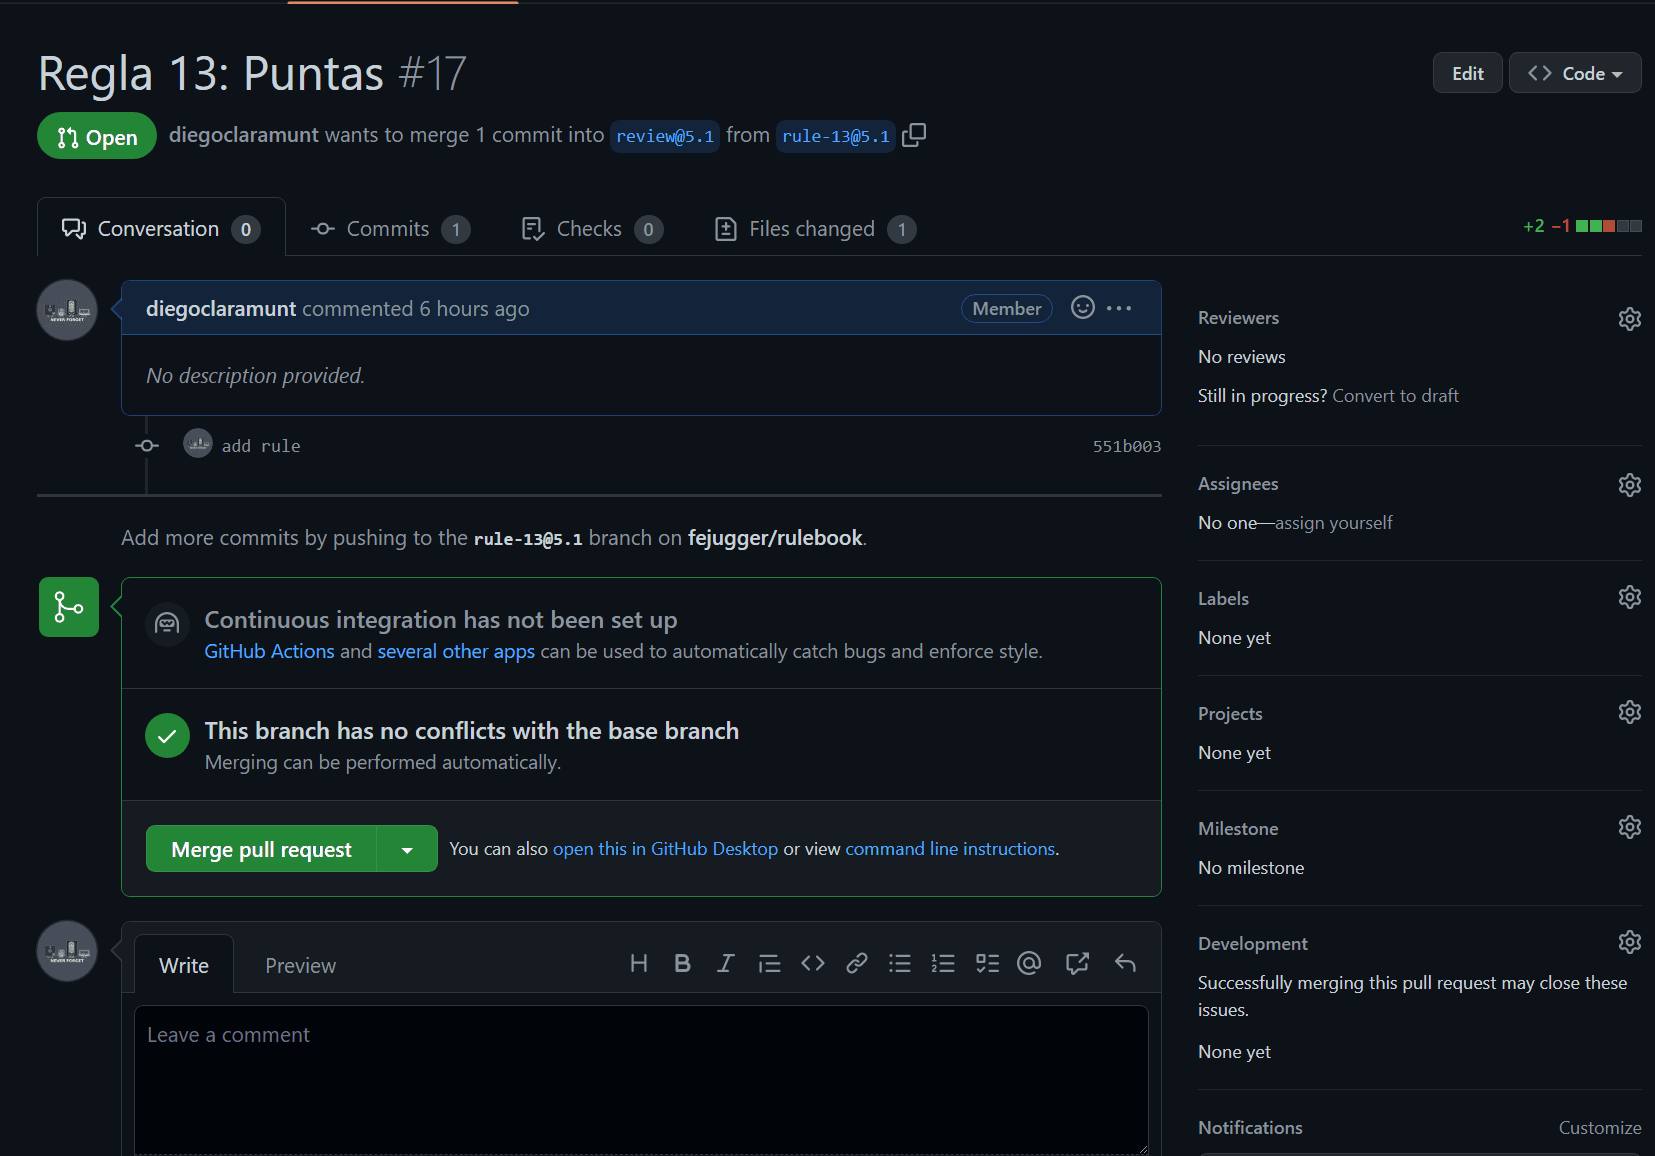 Regla 13: Puntas #17
Edit
Code
Open
diegoclaramunt wants to merge 1 commit into review@5.1 from rule-13@5.1
Conversation 0
Commits 1
Checks 0
Files changed 1
+2 −1
diegoclaramunt commented 6 hours ago
Member
No description provided.
add rule
551b003
Add more commits by pushing to the rule-13@5.1 branch on fejugger/rulebook.
Continuous integration has not been set up
GitHub Actions and several other apps can be used to automatically catch bugs and enforce style.
This branch has no conflicts with the base branch
Merging can be performed automatically.
Merge pull request
You can also open this in GitHub Desktop or view command line instructions.
Write
Preview
Leave a comment
Reviewers
No reviews
Still in progress? Convert to draft
Assignees
No one—assign yourself
Labels
None yet
Projects
None yet
Milestone
No milestone
Development
Successfully merging this pull request may close these
issues.
None yet
Notifications
Customize